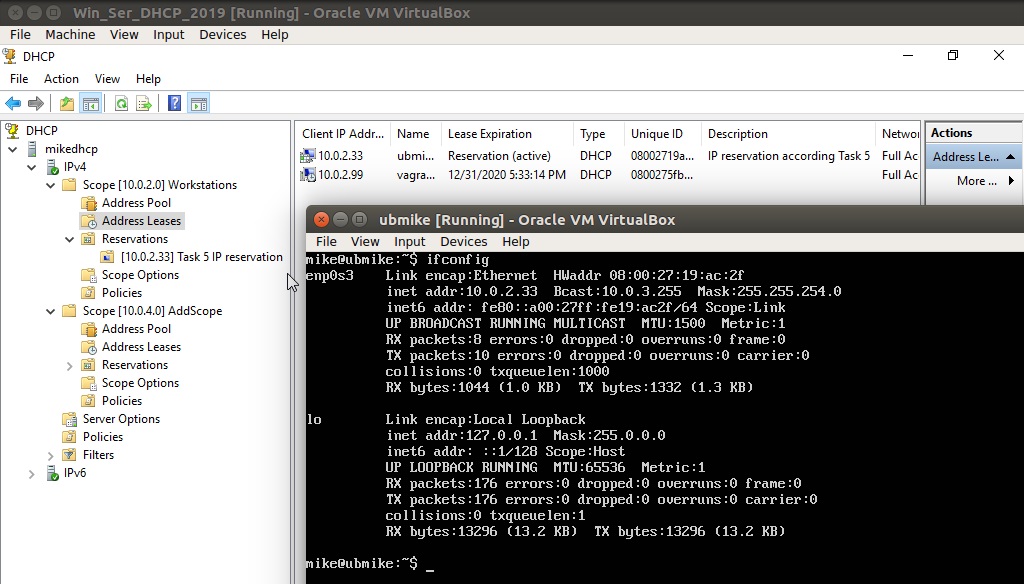 Win_Ser_DHCP_2019 [Running] - Oracle VM VirtualBox
File Machine View Input Devices Help
DHCP
File Action View Help
DHCP
mikedhcp
IPv4
Scope [10.0.2.0] Workstations
Address Pool
Address Leases
Reservations
[10.0.2.33] Task 5 IP reservation
Scope Options
Policies
Scope [10.0.4.0] AddScope
Address Pool
Address Leases
Reservations
Scope Options
Policies
Server Options
Policies
Filters
IPv6
Client IP Addr... Name Lease Expiration Type Unique ID Description Networ
10.0.2.33 ubmi... Reservation (active) DHCP 08002719a... IP reservation according Task 5 Full Ac
10.0.2.99 vagra... 12/31/2020 5:33:14 PM DHCP 0800275fb... Full Ac
Actions
Address Le...
More ...
ubmike [Running] - Oracle VM VirtualBox
File View Input Devices Help
mike@ubmike:~$ ifconfig
enp0s3 Link encap:Ethernet HWaddr 08:00:27:19:ac:2f
inet addr:10.0.2.33 Bcast:10.0.3.255 Mask:255.255.254.0
inet6 addr: fe80::a00:27ff:fe19:ac2f/64 Scope:Link
UP BROADCAST RUNNING MULTICAST MTU:1500 Metric:1
RX packets:8 errors:0 dropped:0 overruns:0 frame:0
TX packets:10 errors:0 dropped:0 overruns:0 carrier:0
collisions:0 txqueuelen:1000
RX bytes:1044 (1.0 KB) TX bytes:1332 (1.3 KB)
lo Link encap:Local Loopback
inet addr:127.0.0.1 Mask:255.0.0.0
inet6 addr: ::1/128 Scope:Host
UP LOOPBACK RUNNING MTU:65536 Metric:1
RX packets:176 errors:0 dropped:0 overruns:0 frame:0
TX packets:176 errors:0 dropped:0 overruns:0 carrier:0
collisions:0 txqueuelen:1
RX bytes:13296 (13.2 KB) TX bytes:13296 (13.2 KB)
mike@ubmike:~$ _